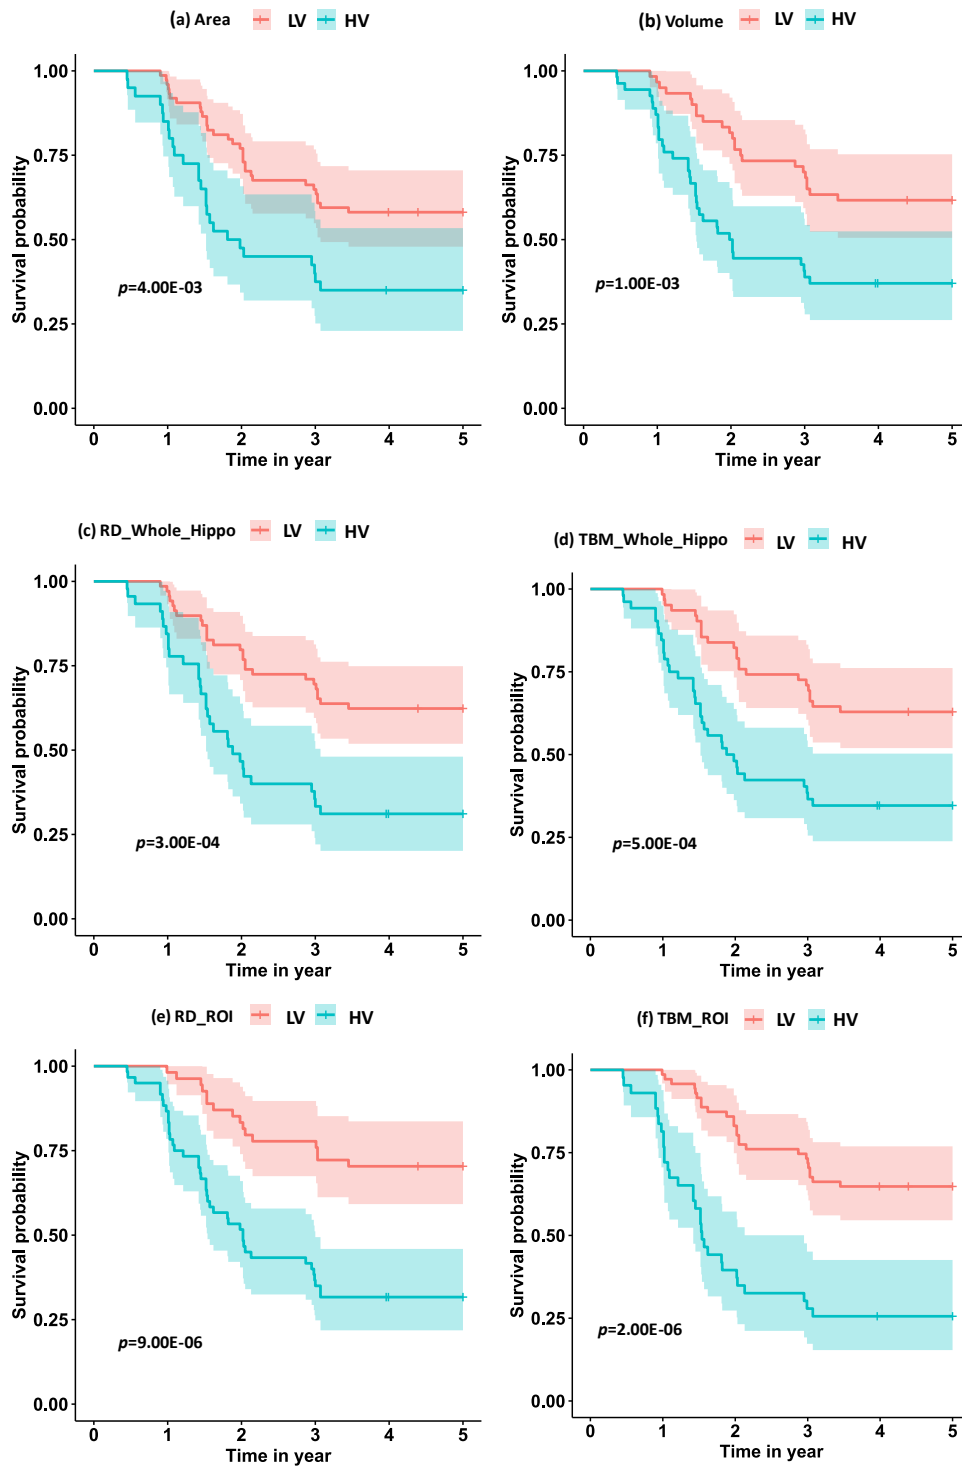 (a) Area LV HV
Survival probability
1.00
0.75
0.50
0.25
0.00
p=4.00E-03
0 1 2 3 4 5
Time in year
(b) Volume LV HV
Survival probability
1.00
0.75
0.50
0.25
0.00
p=1.00E-03
0 1 2 3 4 5
Time in year
(c) RD_Whole_Hippo LV HV
Survival probability
1.00
0.75
0.50
0.25
0.00
p=3.00E-04
0 1 2 3 4 5
Time in year
(d) TBM_Whole_Hippo LV HV
Survival probability
1.00
0.75
0.50
0.25
0.00
p=5.00E-04
0 1 2 3 4 5
Time in year
(e) RD_ROI LV HV
Survival probability
1.00
0.75
0.50
0.25
0.00
p=9.00E-06
0 1 2 3 4 5
Time in year
(f) TBM_ROI LV HV
Survival probability
1.00
0.75
0.50
0.25
0.00
p=2.00E-06
0 1 2 3 4 5
Time in year